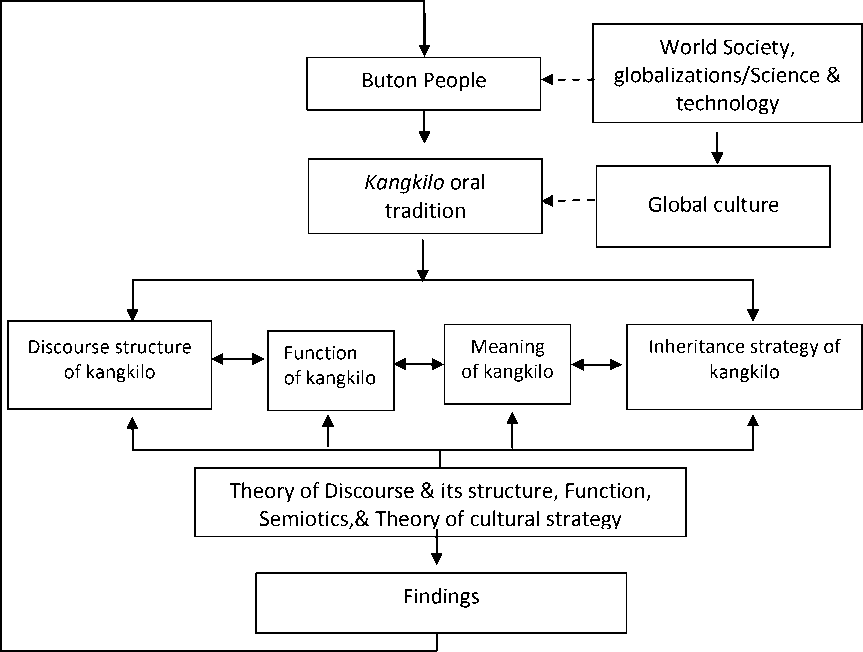 Buton People
World Society,
globalizations/Science &
technology
Kangkilo oral
tradition
Global culture
Discourse structure
of kangkilo
Function
of kangkilo
Meaning
of kangkilo
Inheritance strategy of
kangkilo
Theory of Discourse & its structure, Function,
Semiotics,& Theory of cultural strategy
Findings